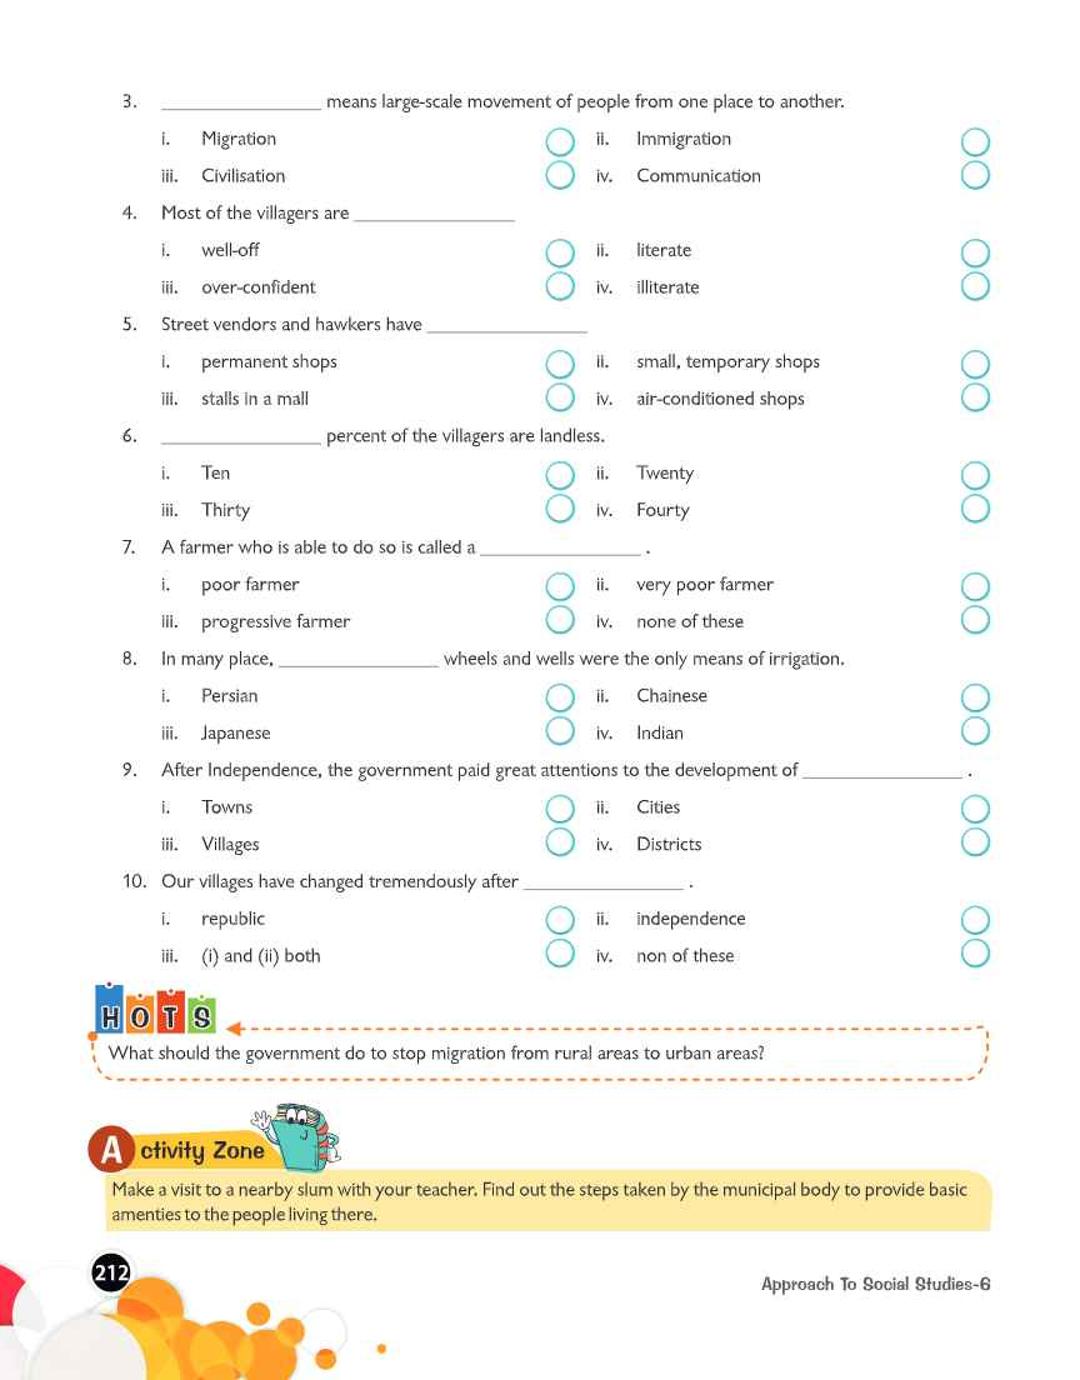 3. ____________ means large-scale movement of people from one place to another.
i. Migration ii. Immigration
iii. Civilisation iv. Communication
4. Most of the villagers are ____________
i. well-off ii. literate
iii. over-confident iv. illiterate
5. Street vendors and hawkers have ____________
i. permanent shops ii. small, temporary shops
iii. stalls in a mall iv. air-conditioned shops
6. ____________ percent of the villagers are landless.
i. Ten ii. Twenty
iii. Thirty iv. Fourty
7. A farmer who is able to do so is called a ____________ .
i. poor farmer ii. very poor farmer
iii. progressive farmer iv. none of these
8. In many place, ____________ wheels and wells were the only means of irrigation.
i. Persian ii. Chainese
iii. Japanese iv. Indian
9. After Independence, the government paid great attentions to the development of ____________ .
i. Towns ii. Cities
iii. Villages iv. Districts
10. Our villages have changed tremendously after ____________ .
i. republic ii. independence
iii. (i) and (ii) both iv. non of these
HOTS
What should the government do to stop migration from rural areas to urban areas?
Activity Zone
Make a visit to a nearby slum with your teacher. Find out the steps taken by the municipal body to provide basic
amenties to the people living there.
212
Approach To Social Studies-6